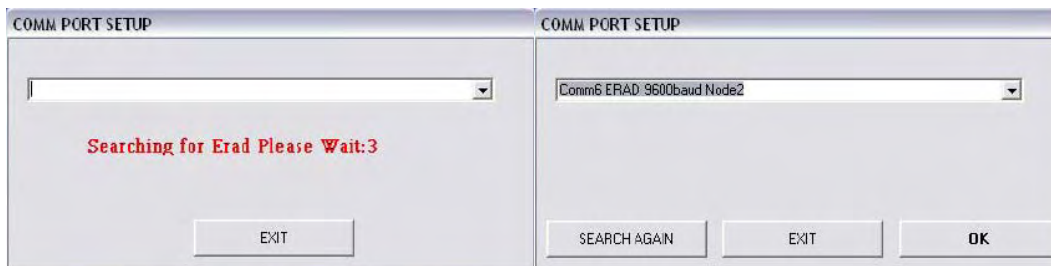 COMM PORT SETUP
Searching for Erad Please Wait:3
EXIT
COMM PORT SETUP
Comm6 ERAD 9600baud Node2
SEARCH AGAIN
EXIT
OK